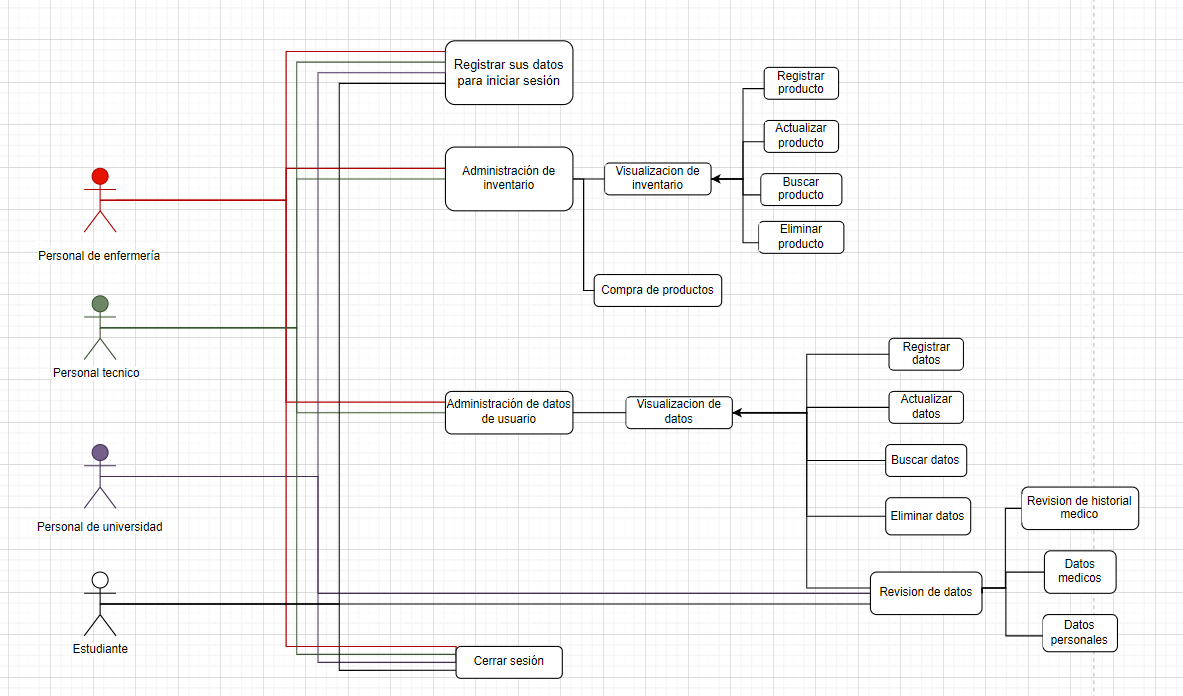 Registrar sus datos
para iniciar sesión
Registrar
producto
Actualizar
producto
Administración de
inventario
Visualizacion de
inventario
Buscar
producto
Eliminar
producto
Personal de enfermería
Compra de productos
Personal tecnico
Registrar
datos
Administración de datos
de usuario
Visualizacion de
datos
Actualizar
datos
Buscar datos
Eliminar datos
Revision de historial
medico
Personal de universidad
Datos
medicos
Revision de datos
Datos
personales
Estudiante
Cerrar sesión